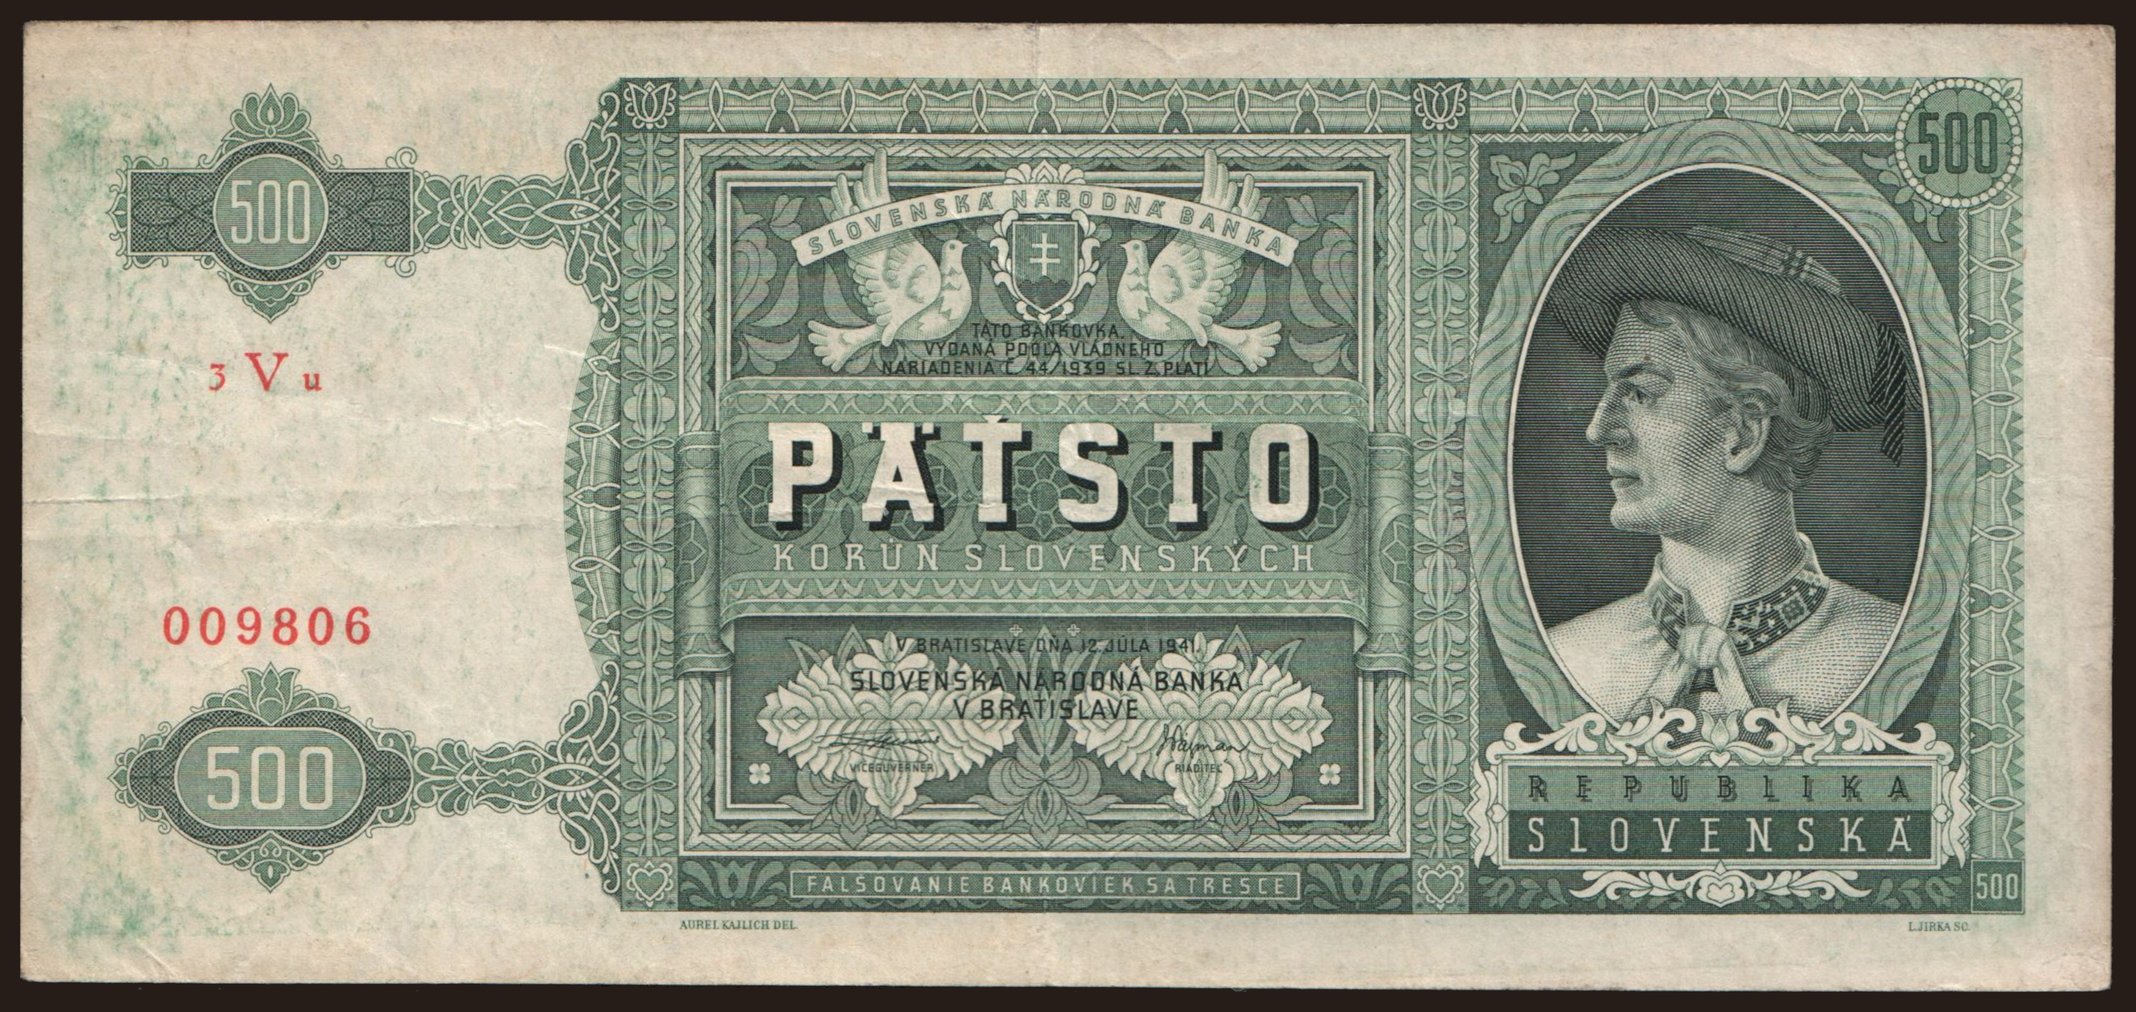 500
3 V u
009806
500
SLOVENSKÁ NÁRODNÁ BANKA
TÁTO BANKOVKA,
VYDANÁ PODĽA VLÁDNEHO
NARIADENIA Č. 44/1939 SL. Z., PLATÍ
PÄŤSTO
KORÚN SLOVENSKÝCH
V BRATISLAVE DŇA 12. JÚLA 1941.
SLOVENSKÁ NÁRODNÁ BANKA
V BRATISLAVE
VICEGUVERNÉR
RIADITEĽ
FALŠOVANIE BANKOVIEK SA TRESCE
500
REPUBLIKA
SLOVENSKÁ
500
AUREL KAJLICH DEL.
L. JIRKA SC.